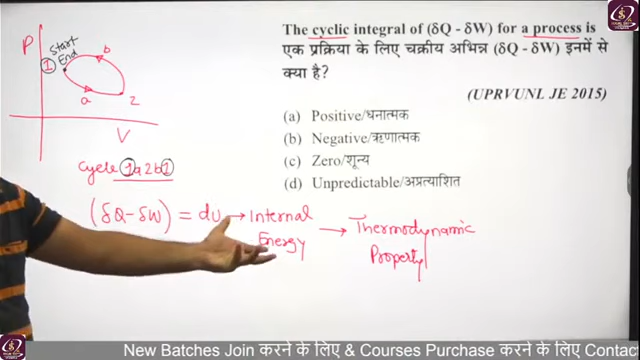 The cyclic integral of (δQ - δW) for a process is
एक प्रक्रिया के लिए चक्रीय अभिन्न (δQ - δW) इनमें से
क्या है?
(UPRVUNL JE 2015)
(a) Positive/धनात्मक
(b) Negative/ऋणात्मक
(c) Zero/शून्य
(d) Unpredictable/अप्रत्याशित
P
Start
End
1
b
a
2
V
Cycle 1a2b1
(δQ-δW) = du → Internal
Energy
→ Thermodynamic
Property
New Batches Join करने के लिए & Courses Purchase करने के लिए Contac